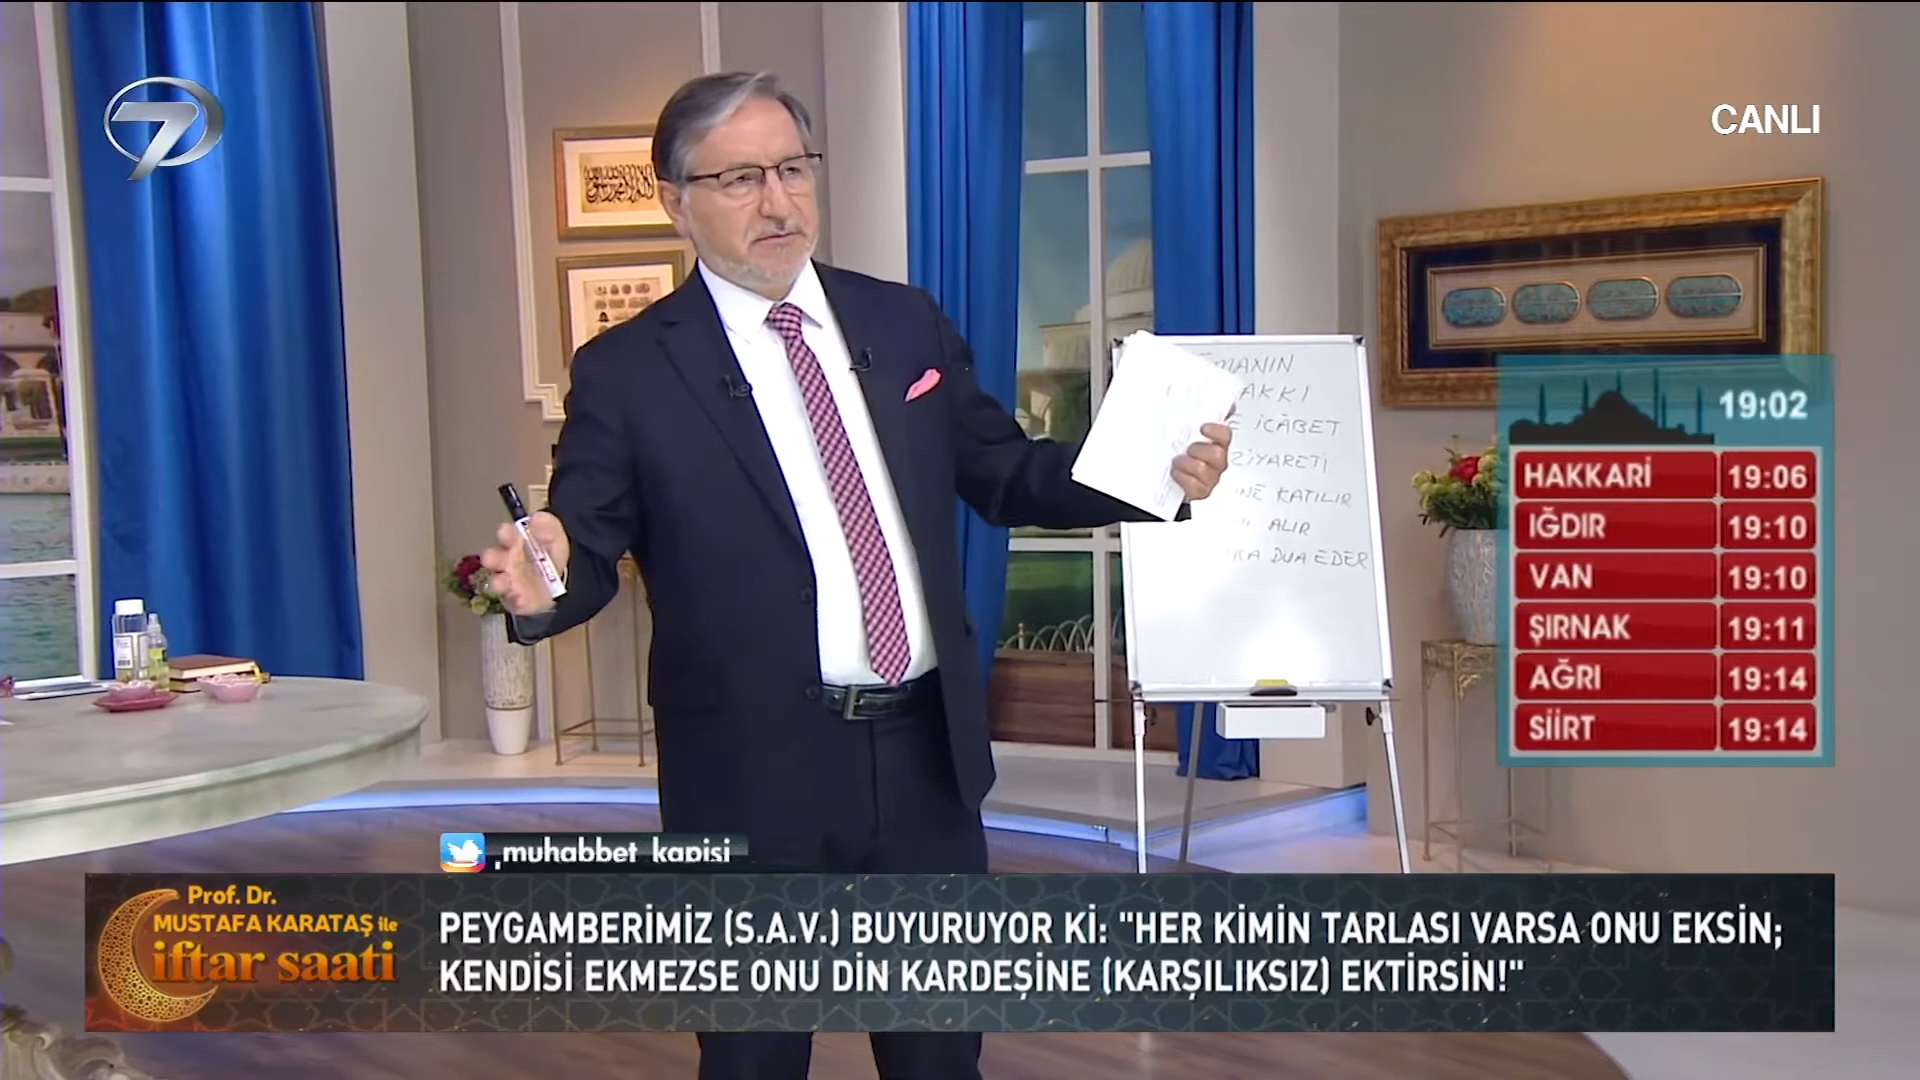 7
CANLI
19:02
HAKKARİ 19:06
IĞDIR 19:10
VAN 19:10
ŞIRNAK 19:11
AĞRI 19:14
SİİRT 19:14
AKKI
İCÂBET
ZİYARETİ
KATILIR
" ALIR
DUA EDER
muhabbet_kapisi
Prof. Dr.
MUSTAFA KARATAŞ ile
iftar saati
PEYGAMBERİMİZ (S.A.V.) BUYURUYOR Kİ: "HER KİMİN TARLASI VARSA ONU EKSİN;
KENDİSİ EKMEZSE ONU DİN KARDEŞİNE (KARŞILIKSIZ) EKTİRSİN!"